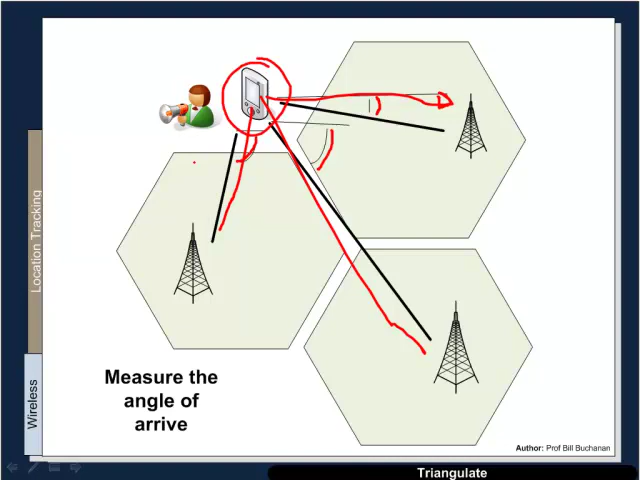 Location Tracking
Wireless
Measure the
angle of
arrive
Author: Prof Bill Buchanan
Triangulate